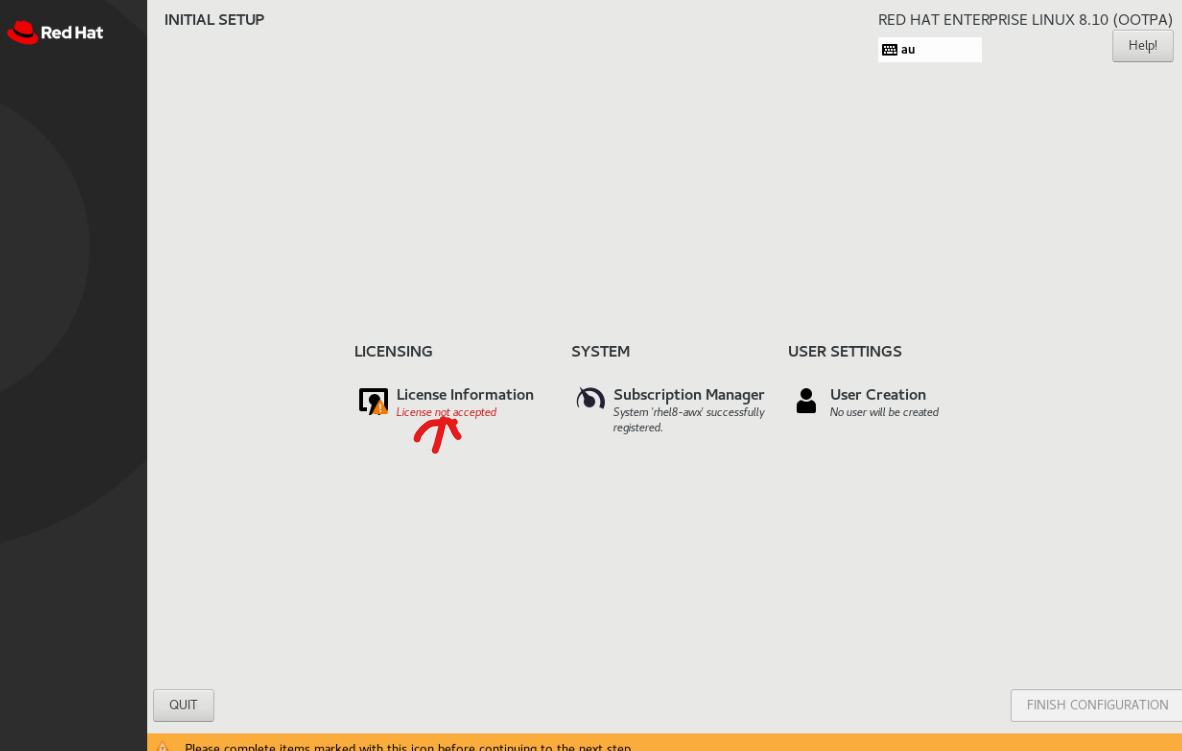 Red Hat
INITIAL SETUP
RED HAT ENTERPRISE LINUX 8.10 (OOTPA)
au
Help!
LICENSING
License Information
License not accepted
SYSTEM
Subscription Manager
System 'rhel8-awx' successfully
registered.
USER SETTINGS
User Creation
No user will be created
QUIT
FINISH CONFIGURATION
Please complete items marked with this icon before continuing to the next step.